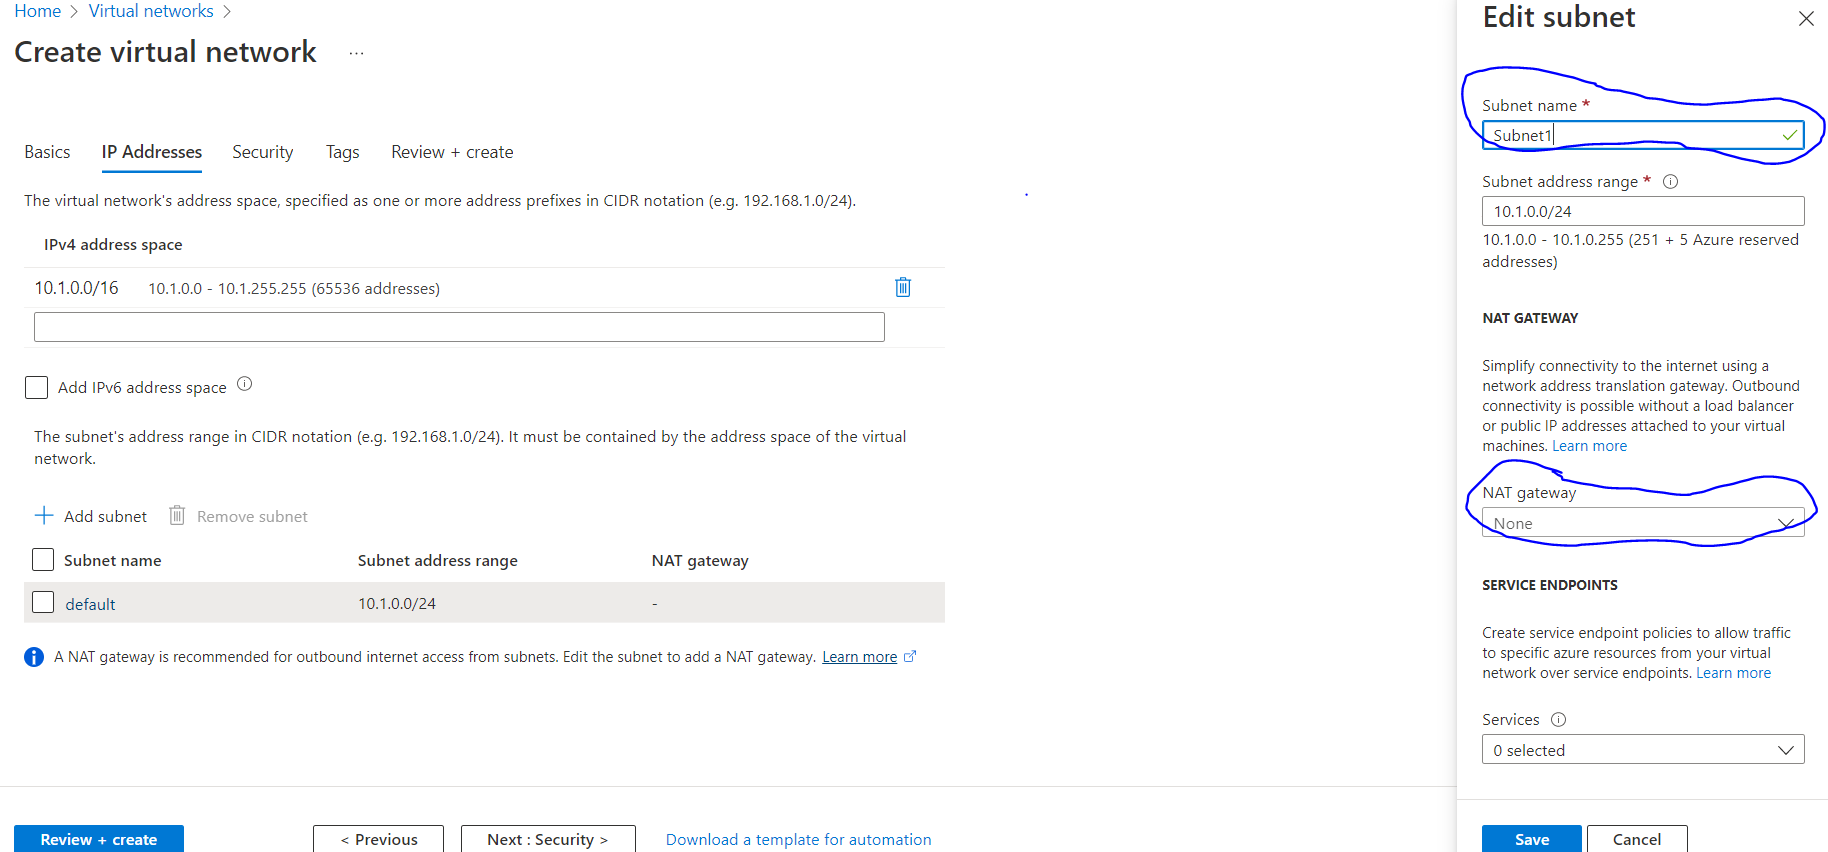 Home > Virtual networks >
Create virtual network ...
Basics IP Addresses Security Tags Review + create
The virtual network's address space, specified as one or more address prefixes in CIDR notation (e.g. 192.168.1.0/24).
IPv4 address space
10.1.0.0/16 10.1.0.0 - 10.1.255.255 (65536 addresses)
Add IPv6 address space
The subnet's address range in CIDR notation (e.g. 192.168.1.0/24). It must be contained by the address space of the virtual
network.
+ Add subnet Remove subnet
Subnet name Subnet address range NAT gateway
default 10.1.0.0/24 -
A NAT gateway is recommended for outbound internet access from subnets. Edit the subnet to add a NAT gateway. Learn more
Review + create < Previous Next : Security > Download a template for automation
Edit subnet
Subnet name *
Subnet1
Subnet address range *
10.1.0.0/24
10.1.0.0 - 10.1.0.255 (251 + 5 Azure reserved
addresses)
NAT GATEWAY
Simplify connectivity to the internet using a
network address translation gateway. Outbound
connectivity is possible without a load balancer
or public IP addresses attached to your virtual
machines. Learn more
NAT gateway
None
SERVICE ENDPOINTS
Create service endpoint policies to allow traffic
to specific azure resources from your virtual
network over service endpoints. Learn more
Services
0 selected
Save Cancel